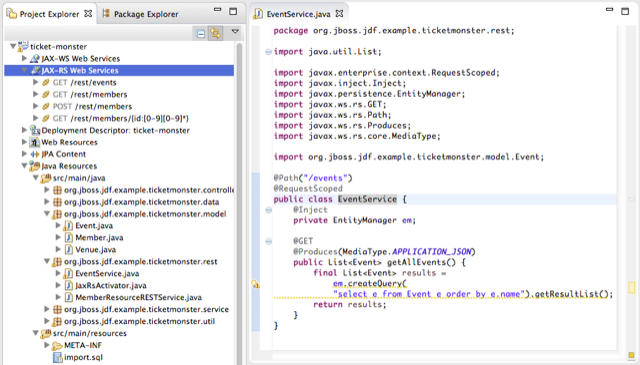 Project Explorer
Package Explorer
ticket-monster
JAX-WS Web Services
JAX-RS Web Services
GET /rest/events
GET /rest/members
POST /rest/members
GET /rest/members/{id:[0-9][0-9]*}
Deployment Descriptor: ticket-monster
Web Resources
JPA Content
Java Resources
src/main/java
org.jboss.jdf.example.ticketmonster.controlle
org.jboss.jdf.example.ticketmonster.data
org.jboss.jdf.example.ticketmonster.model
Event.java
Member.java
Venue.java
org.jboss.jdf.example.ticketmonster.rest
EventService.java
JaxRsActivator.java
MemberResourceRESTService.java
org.jboss.jdf.example.ticketmonster.service
org.jboss.jdf.example.ticketmonster.util
src/main/resources
META-INF
import.sql
EventService.java
package org.jboss.jdf.example.ticketmonster.rest;
import java.util.List;
import javax.enterprise.context.RequestScoped;
import javax.inject.Inject;
import javax.persistence.EntityManager;
import javax.ws.rs.GET;
import javax.ws.rs.Path;
import javax.ws.rs.Produces;
import javax.ws.rs.core.MediaType;
import org.jboss.jdf.example.ticketmonster.model.Event;
@Path("/events")
@RequestScoped
public class EventService {
@Inject
private EntityManager em;
@GET
@Produces(MediaType.APPLICATION_JSON)
public List<Event> getAllEvents() {
final List<Event> results =
em.createQuery(
"select e from Event e order by e.name").getResultList();
return results;
}
}